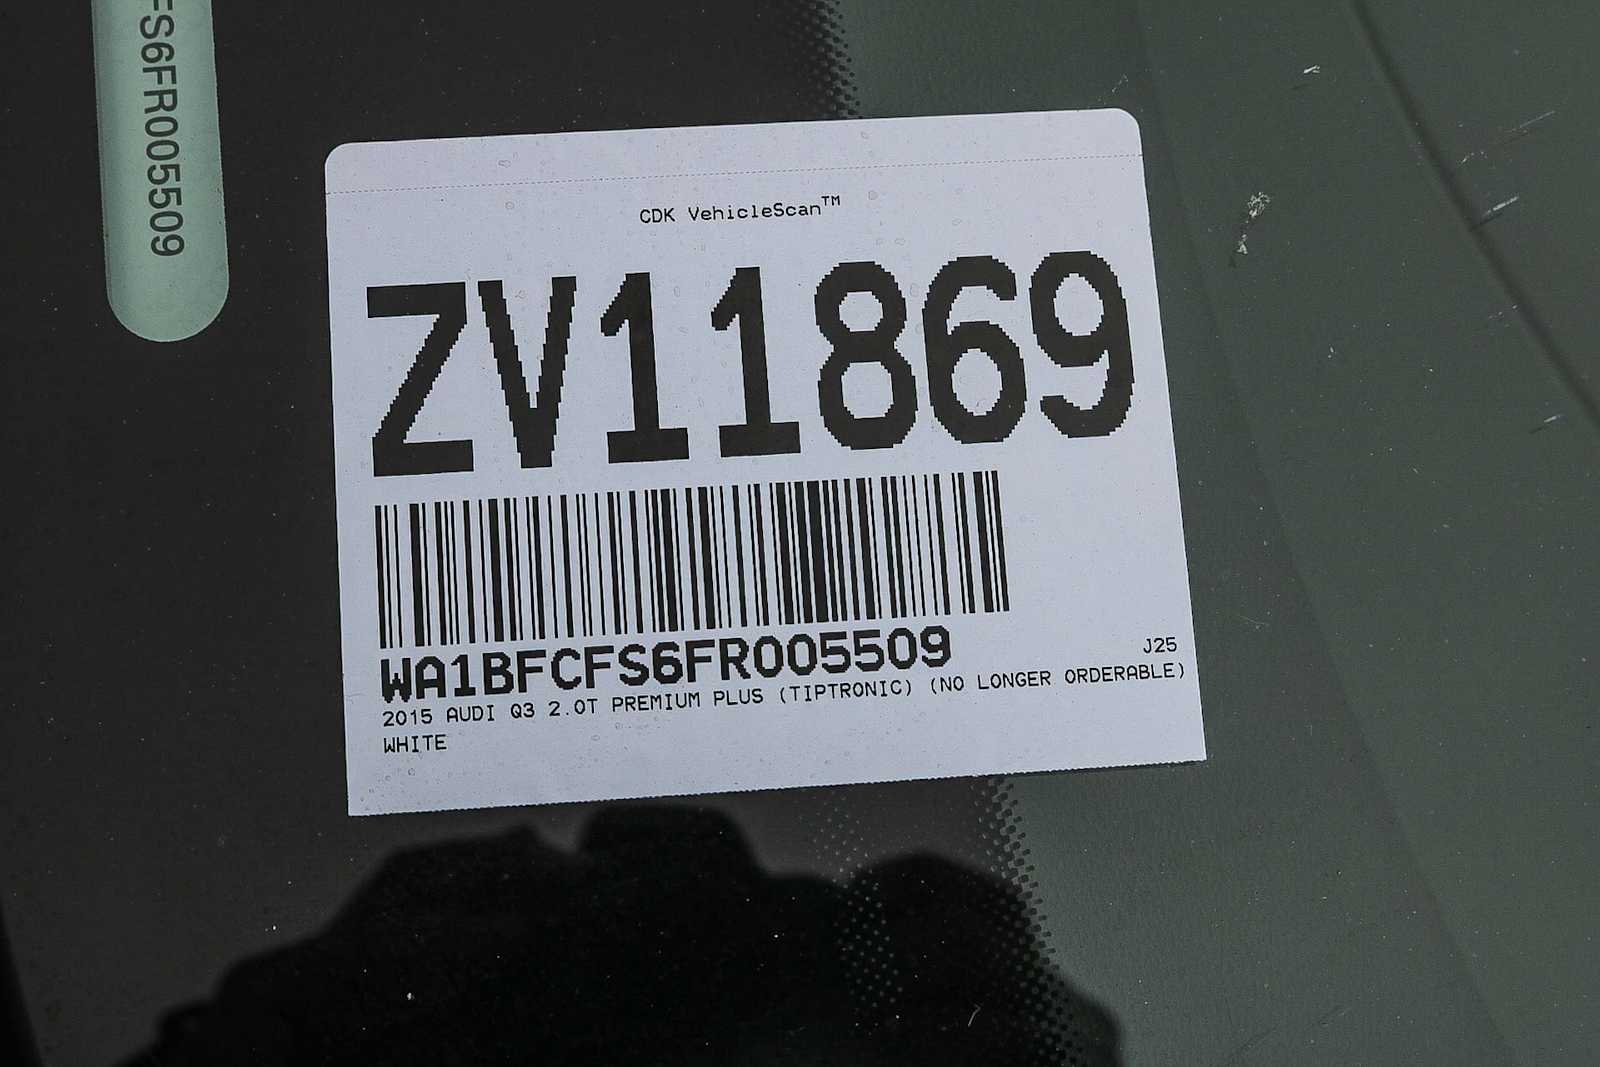 FS6FR005509
CDK VehicleScan™
ZV11869
WA1BFCFS6FR005509
J25
2015 AUDI Q3 2.0T PREMIUM PLUS (TIPTRONIC) (NO LONGER ORDERABLE)
WHITE